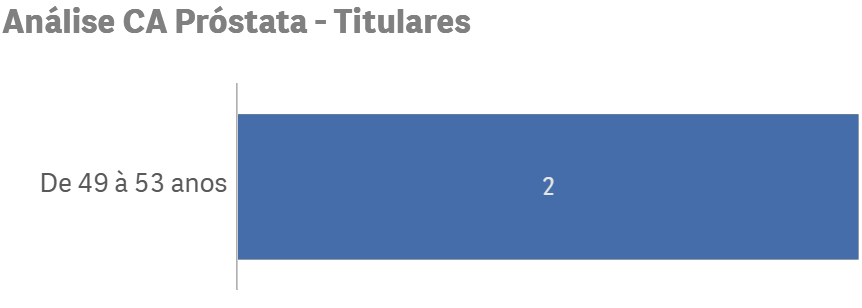 Análise CA Próstata - Titulares
De 49 à 53 anos
2